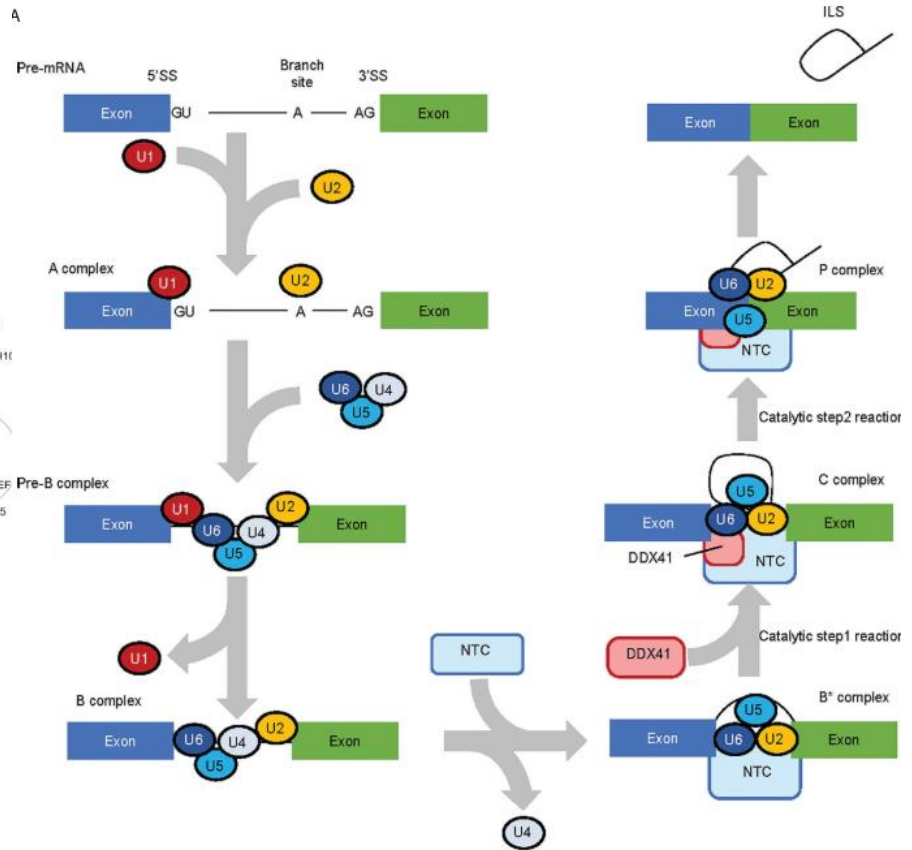 A
ILS
Pre-mRNA
5'SS
Branch
site
3'SS
Exon
GU
A
AG
Exon
U1
U2
A complex
U1
U2
Exon
GU
A
AG
Exon
U6
U4
U5
Pre-B complex
U1
U2
Exon
U6
U4
Exon
U5
U1
B complex
U2
Exon
U6
U4
Exon
U5
NTC
U4
B* complex
U5
Exon
U6
U2
Exon
NTC
DDX41
Catalytic step1 reaction
C complex
U5
Exon
U6
U2
Exon
DDX41
NTC
Catalytic step2 reaction
P complex
U6
U2
Exon
Exon
U5
NTC
Exon
Exon